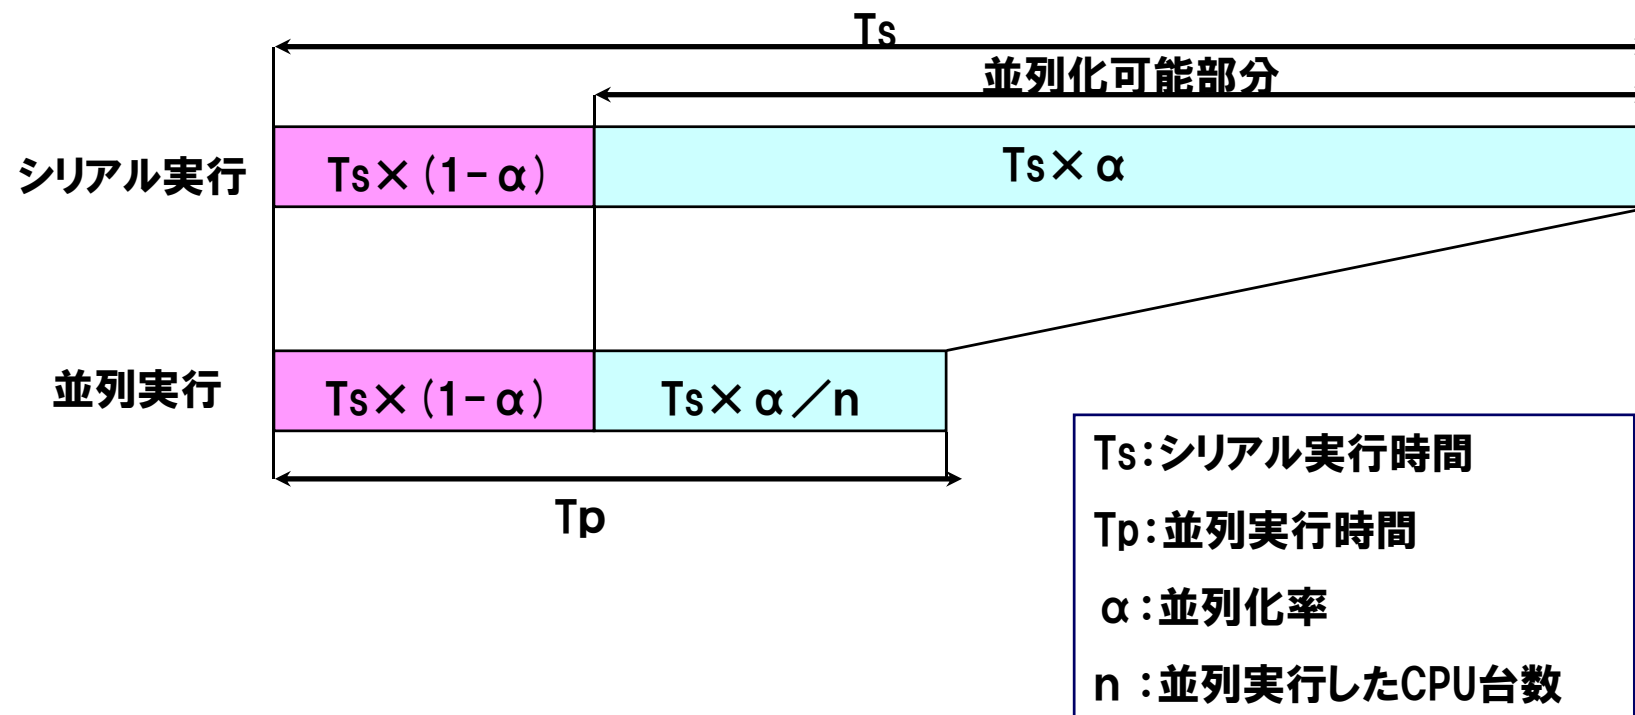 Ts
並列化可能部分
シリアル実行
Ts×(1-α)
Ts×α
並列実行
Ts×(1-α)
Ts×α/n
Tp
Ts:シリアル実行時間
Tp:並列実行時間
α:並列化率
n :並列実行したCPU台数